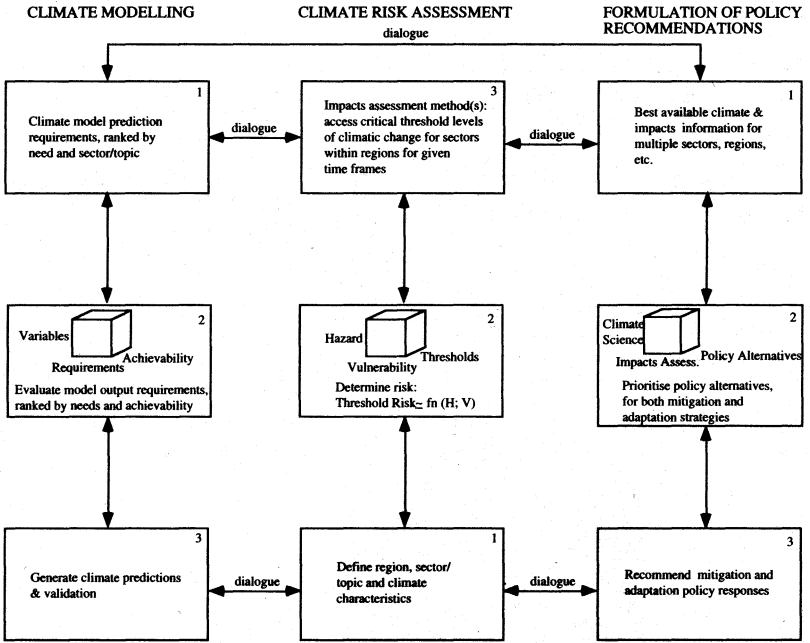 CLIMATE MODELLING
CLIMATE RISK ASSESSMENT
FORMULATION OF POLICY
RECOMMENDATIONS
dialogue
1
Climate model prediction
requirements, ranked by
need and sector/topic
dialogue
3
Impacts assessment method(s):
access critical threshold levels
of climatic change for sectors
within regions for given
time frames
dialogue
1
Best available climate &
impacts information for
multiple sectors, regions,
etc.
2
Variables
Achievability
Requirements
Evaluate model output requirements,
ranked by needs and achievability
2
Hazard
Thresholds
Vulnerability
Determine risk:
Threshold Risk ≃ fn (H; V)
2
Climate
Science
Policy Alternatives
Impacts Assess.
Prioritise policy alternatives,
for both mitigation and
adaptation strategies
3
Generate climate predictions
& validation
dialogue
1
Define region, sector/
topic and climate
characteristics
dialogue
3
Recommend mitigation and
adaptation policy responses